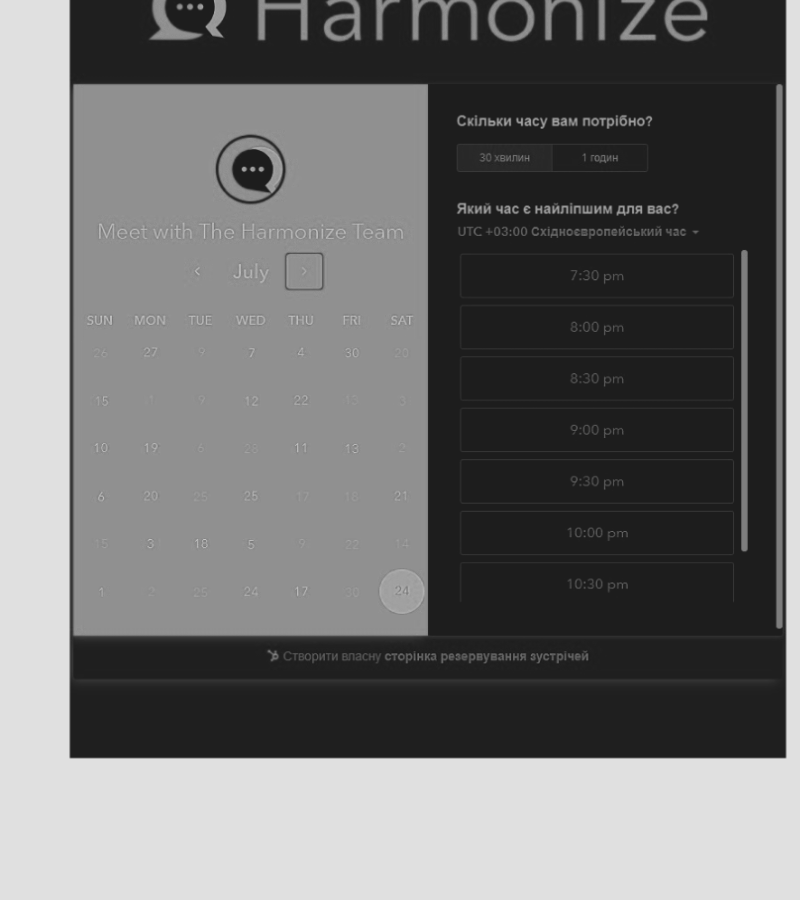 Harmonize
Meet with The Harmonize Team
July
SUN MON TUE WED THU FRI SAT
26 27 9 7 4 30 20
15 1 9 12 22 13 3
10 19 6 28 11 13 2
6 20 25 25 17 18 21
15 3 18 5 9 22 14
1 2 25 24 17 30 24
Скільки часу вам потрібно?
30 хвилин 1 годин
Який час є найліпшим для вас?
UTC +03:00 Східноєвропейський час
7:30 pm
8:00 pm
8:30 pm
9:00 pm
9:30 pm
10:00 pm
10:30 pm
Створити власну сторінка резервування зустрічей